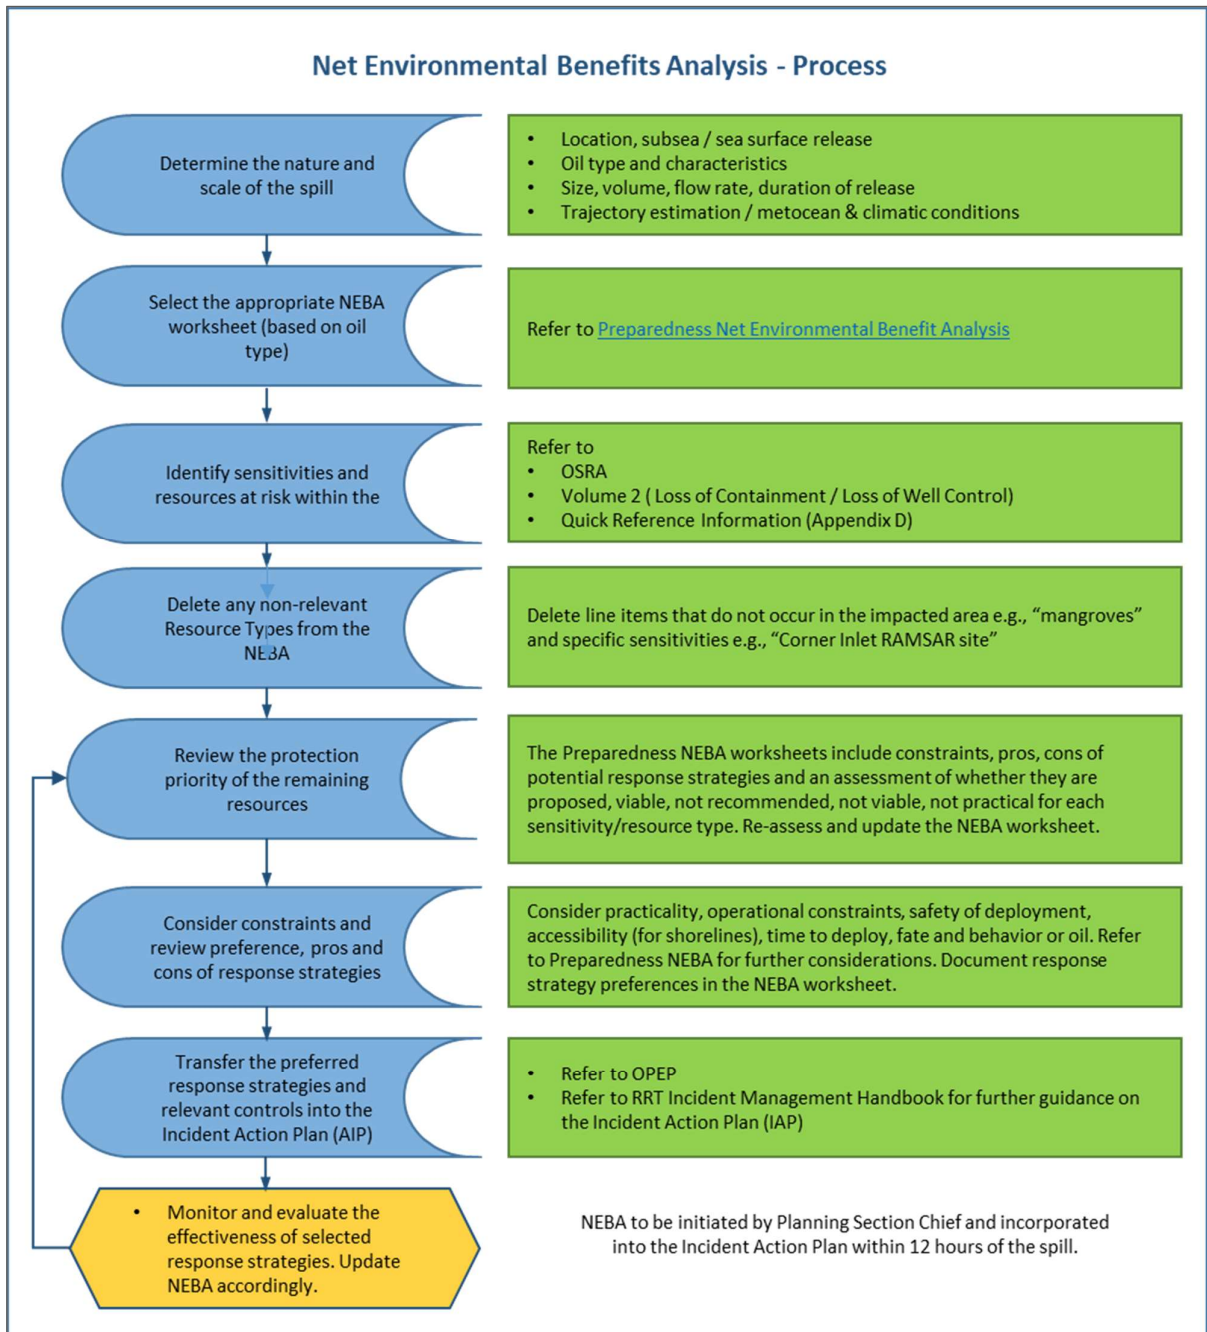 Net Environmental Benefits Analysis - Process
Determine the nature and
scale of the spill
• Location, subsea / sea surface release
• Oil type and characteristics
• Size, volume, flow rate, duration of release
• Trajectory estimation / metocean & climatic conditions
Select the appropriate NEBA
worksheet (based on oil
type)
Refer to Preparedness Net Environmental Benefit Analysis
Identify sensitivities and
resources at risk within the
Refer to
• OSRA
• Volume 2 ( Loss of Containment / Loss of Well Control)
• Quick Reference Information (Appendix D)
Delete any non-relevant
Resource Types from the
NEBA
Delete line items that do not occur in the impacted area e.g., “mangroves”
and specific sensitivities e.g., “Corner Inlet RAMSAR site”
Review the protection
priority of the remaining
resources
The Preparedness NEBA worksheets include constraints, pros, cons of
potential response strategies and an assessment of whether they are
proposed, viable, not recommended, not viable, not practical for each
sensitivity/resource type. Re-assess and update the NEBA worksheet.
Consider constraints and
review preference, pros and
cons of response strategies
Consider practicality, operational constraints, safety of deployment,
accessibility (for shorelines), time to deploy, fate and behavior or oil. Refer
to Preparedness NEBA for further considerations. Document response
strategy preferences in the NEBA worksheet.
Transfer the preferred
response strategies and
relevant controls into the
Incident Action Plan (AIP)
• Refer to OPEP
• Refer to RRT Incident Management Handbook for further guidance on
the Incident Action Plan (IAP)
• Monitor and evaluate the
effectiveness of selected
response strategies. Update
NEBA accordingly.
NEBA to be initiated by Planning Section Chief and incorporated
into the Incident Action Plan within 12 hours of the spill.